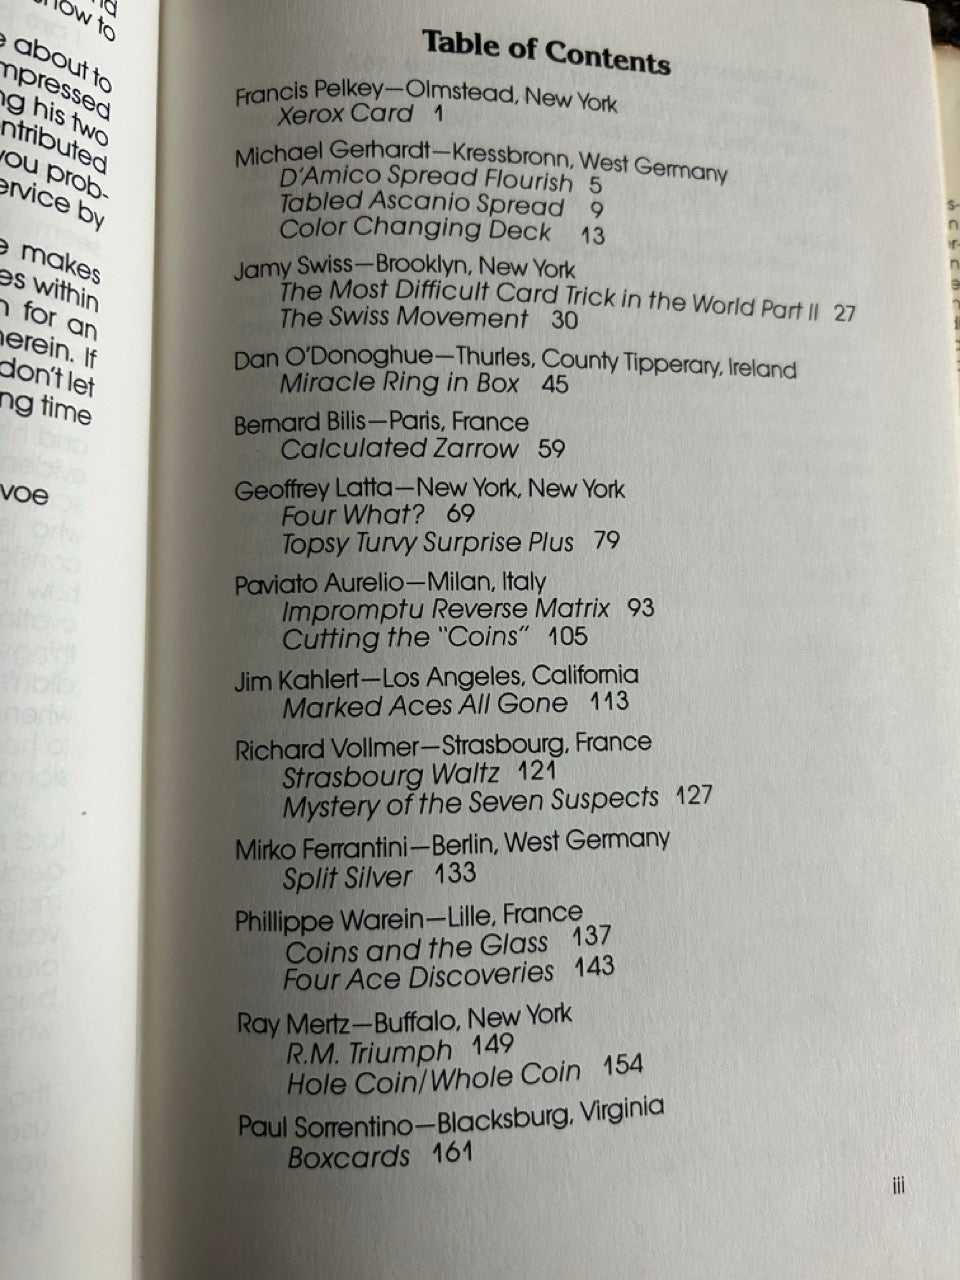 how to
about to
mpressed
ng his two
ntributed
you prob-
ervice by
makes
es within
for an
herein. If
don't let
ng time
voe
Table of Contents
Francis Pelkey—Olmstead, New York
Xerox Card 1
Michael Gerhardt—Kressbronn, West Germany
D'Amico Spread Flourish 5
Tabled Ascanio Spread 9
Color Changing Deck 13
Jamy Swiss—Brooklyn, New York
The Most Difficult Card Trick in the World Part II 27
The Swiss Movement 30
Dan O'Donoghue—Thurles, County Tipperary, Ireland
Miracle Ring in Box 45
Bernard Bilis—Paris, France
Calculated Zarrow 59
Geoffrey Latta—New York, New York
Four What? 69
Topsy Turvy Surprise Plus 79
Paviato Aurelio—Milan, Italy
Impromptu Reverse Matrix 93
Cutting the "Coins" 105
Jim Kahlert—Los Angeles, California
Marked Aces All Gone 113
Richard Vollmer—Strasbourg, France
Strasbourg Waltz 121
Mystery of the Seven Suspects 127
Mirko Ferrantini—Berlin, West Germany
Split Silver 133
Phillippe Warein—Lille, France
Coins and the Glass 137
Four Ace Discoveries 143
Ray Mertz—Buffalo, New York
R.M. Triumph 149
Hole Coin/Whole Coin 154
Paul Sorrentino—Blacksburg, Virginia
Boxcards 161
iii